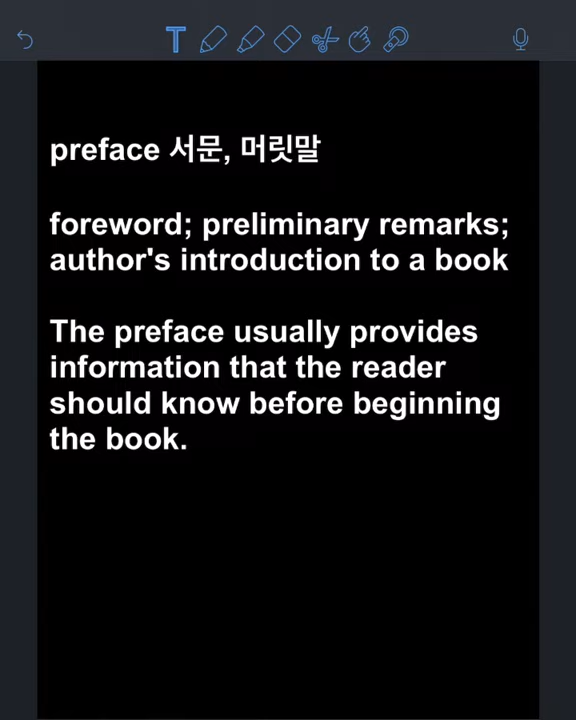 preface 서문, 머릿말
foreword; preliminary remarks;
author's introduction to a book
The preface usually provides
information that the reader
should know before beginning
the book.